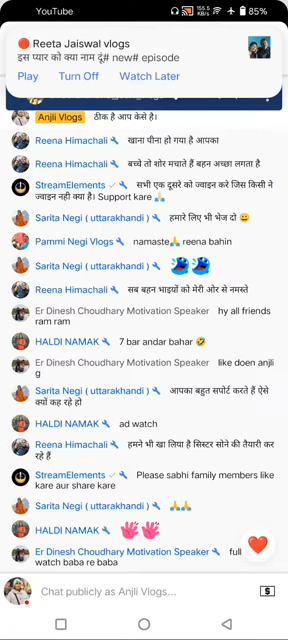 YouTube
155.5
KB/s
85%
Reeta Jaiswal vlogs
इस प्यार को क्या नाम दूं# new# episode
Play Turn Off Watch Later
Anjli Vlogs ठीक है आप केसे है।
Reena Himachali खाना पीना हो गया है आपका
Reena Himachali बच्चे तो शोर मचाते हैं बहन अच्छा लगता है
StreamElements सभी एक दूसरे को ज्वाइन करे जिस किसी ने
ज्वाइन नही क्या है। Support kare 🙏🏻
Sarita Negi ( uttarakhandi ) हमारे लिए भी भेज दो 😀
Pammi Negi Vlogs namaste🙏 reena bahin
Sarita Negi ( uttarakhandi )
Reena Himachali सब बहन भाइयों को मेरी ओर से नमस्ते
Er Dinesh Choudhary Motivation Speaker hy all friends
ram ram
HALDI NAMAK 7 bar andar bahar 🤣
Er Dinesh Choudhary Motivation Speaker like doen anjli
g
Sarita Negi ( uttarakhandi ) आपका बहुत सपोर्ट करते हैं ऐसे
क्यों कह रहे हो
HALDI NAMAK ad watch
Reena Himachali हमने भी खा लिया है सिस्टर सोने की तैयारी कर
रहे हैं
StreamElements Please sabhi family members like
kare aur share kare
Sarita Negi ( uttarakhandi ) 🙏🙏
HALDI NAMAK
Er Dinesh Choudhary Motivation Speaker full
watch baba re baba
Chat publicly as Anjli Vlogs...